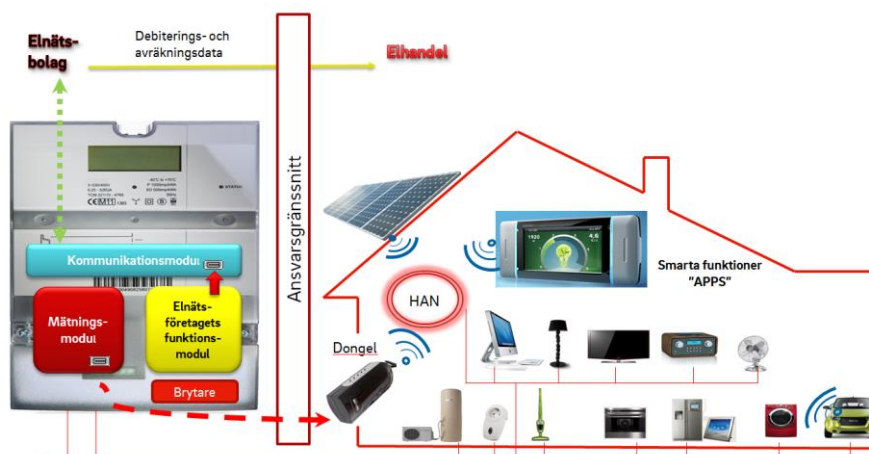 Elnäts-
bolag
Debiterings- och
avräkningsdata
Elhandel
Ansvarsgränssnitt
Kommunikationsmodul
Mätnings-
modul
Elnäts-
företagets
funktions-
modul
Brytare
Dongel
HAN
Smarta funktioner
"APPS"